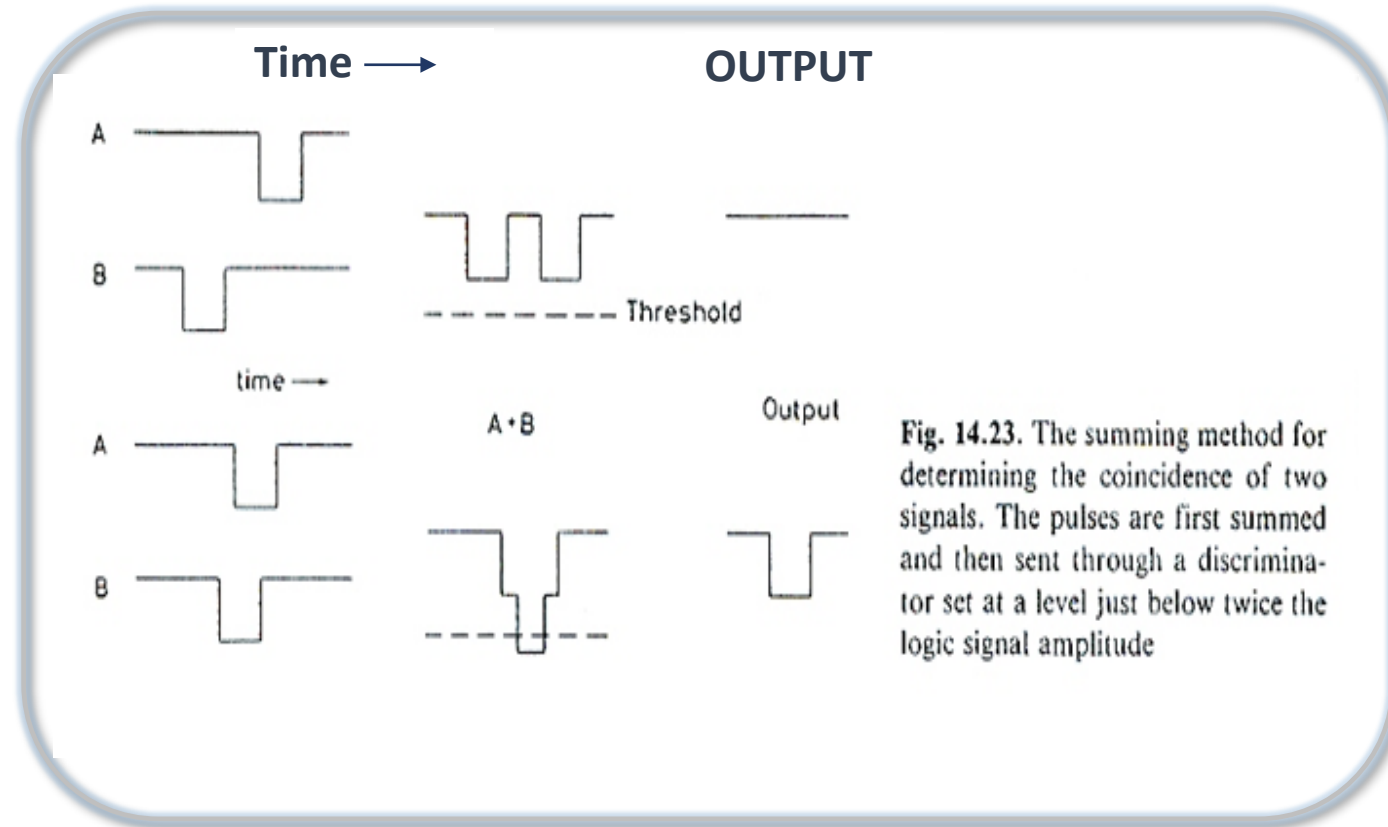 Time
OUTPUT
A
B
Threshold
time
A
A+B
Output
B
Fig. 14.23. The summing method for
determining the coincidence of two
signals. The pulses are first summed
and then sent through a discrimina-
tor set at a level just below twice the
logic signal amplitude